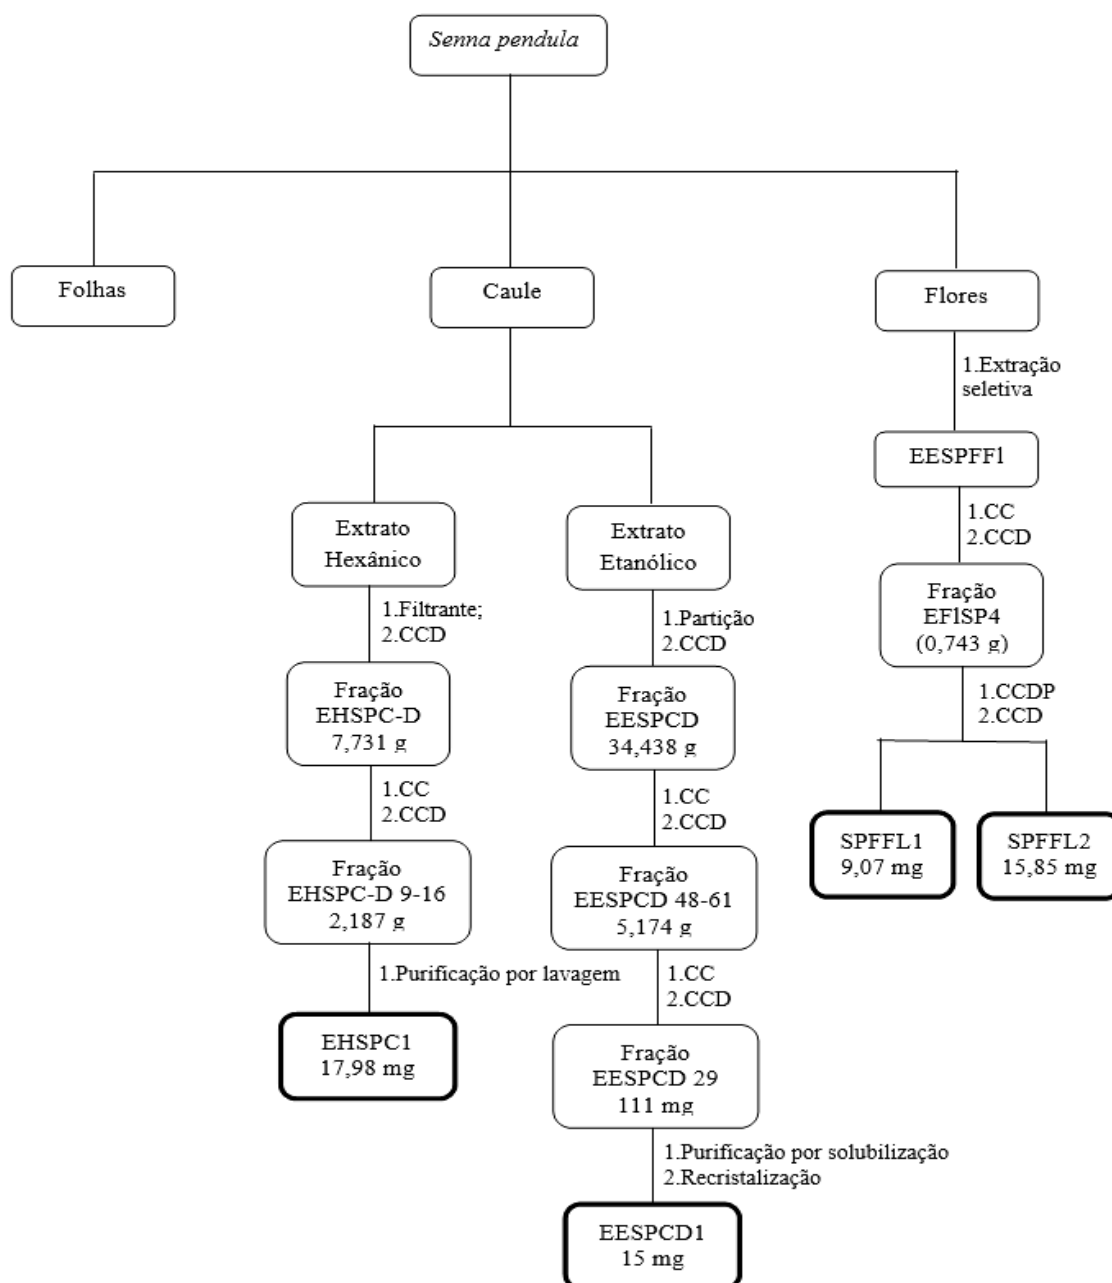 Senna pendula
Folhas
Caule
Flores
1.Extração
seletiva
EESPFFl
1.CC
2.CCD
Extrato
Hexânico
Extrato
Etanólico
Fração
EFlSP4
(0,743 g)
1.Filtrante;
2.CCD
1.Partição
2.CCD
Fração
EHSPC-D
7,731 g
Fração
EESPCD
34,438 g
1.CCDP
2.CCD
1.CC
2.CCD
1.CC
2.CCD
SPFFL1
9,07 mg
SPFFL2
15,85 mg
Fração
EHSPC-D 9-16
2,187 g
Fração
EESPCD 48-61
5,174 g
1.Purificação por lavagem
1.CC
2.CCD
EHSPC1
17,98 mg
Fração
EESPCD 29
111 mg
1.Purificação por solubilização
2.Recristalização
EESPCD1
15 mg